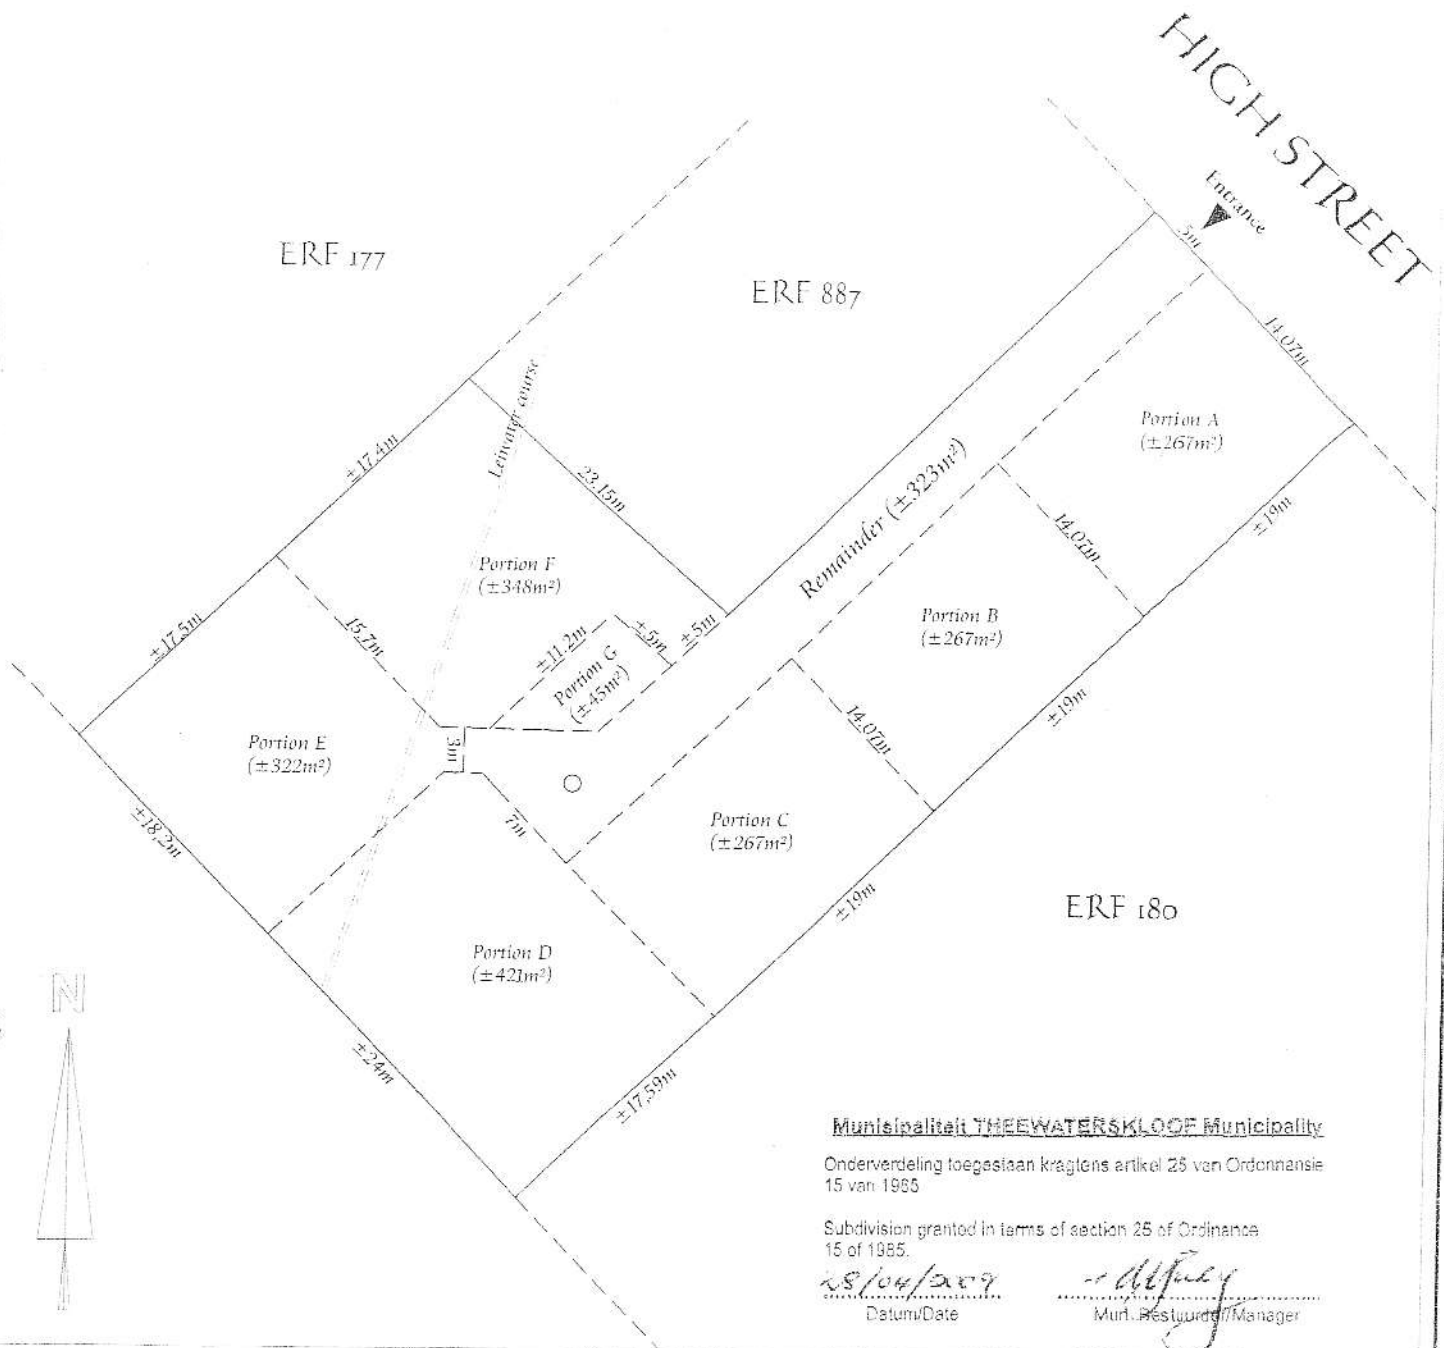 HIGH STREET
Entrance
5m
ERF 177
ERF 887
14.07m
Leiwater course
Portion A
(±267m²)
±17.4m
23.15m
Remainder (±323m²)
±19m
14.07m
Portion F
(±348m²)
Portion B
(±267m²)
±17.5m
15.7m
±11.2m
±5m
±5m
Portion G
(±45m²)
±19m
14.07m
Portion E
(±322m²)
3m
±18,2m
7m
Portion C
(±267m²)
±19m
ERF 180
Portion D
(±421m²)
N
±24m
±17,59m
Munisipaliteit THEEWATERSKLOOF Municipality
Onderverdeling toegestaan kragtens artikel 25 van Ordonnansie
15 van 1985
Subdivision granted in terms of section 25 of Ordinance
15 of 1985.
28/04/2009
Datum/Date
Mun. Bestuurder/Manager